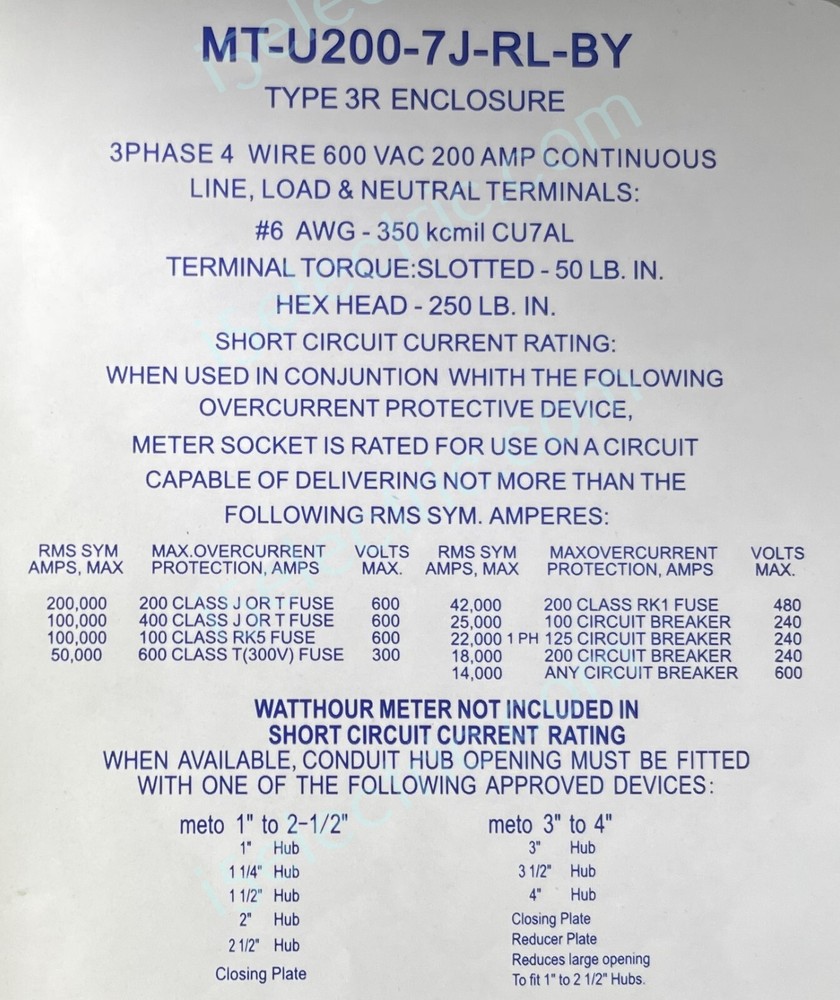 MT-U200-7J-RL-BY
TYPE 3R ENCLOSURE
3PHASE 4 WIRE 600 VAC 200 AMP CONTINUOUS
LINE, LOAD & NEUTRAL TERMINALS:
#6 AWG - 350 kcmil CU7AL
TERMINAL TORQUE:SLOTTED - 50 LB. IN.
HEX HEAD - 250 LB. IN.
SHORT CIRCUIT CURRENT RATING:
WHEN USED IN CONJUNTION WHITH THE FOLLOWING
OVERCURRENT PROTECTIVE DEVICE,
METER SOCKET IS RATED FOR USE ON A CIRCUIT
CAPABLE OF DELIVERING NOT MORE THAN THE
FOLLOWING RMS SYM. AMPERES:
RMS SYM MAX.OVERCURRENT VOLTS RMS SYM MAXOVERCURRENT VOLTS
AMPS, MAX PROTECTION, AMPS MAX. AMPS, MAX PROTECTION, AMPS MAX.
200,000 200 CLASS J OR T FUSE 600 42,000 200 CLASS RK1 FUSE 480
100,000 400 CLASS J OR T FUSE 600 25,000 100 CIRCUIT BREAKER 240
100,000 100 CLASS RK5 FUSE 600 22,000 1 PH 125 CIRCUIT BREAKER 240
50,000 600 CLASS T(300V) FUSE 300 18,000 200 CIRCUIT BREAKER 240
14,000 ANY CIRCUIT BREAKER 600
WATTHOUR METER NOT INCLUDED IN
SHORT CIRCUIT CURRENT RATING
WHEN AVAILABLE, CONDUIT HUB OPENING MUST BE FITTED
WITH ONE OF THE FOLLOWING APPROVED DEVICES:
meto 1" to 2-1/2" meto 3" to 4"
1" Hub 3" Hub
1 1/4" Hub 3 1/2" Hub
1 1/2" Hub 4" Hub
2" Hub Closing Plate
2 1/2" Hub Reducer Plate
Closing Plate Reduces large opening
To fit 1" to 2 1/2" Hubs.